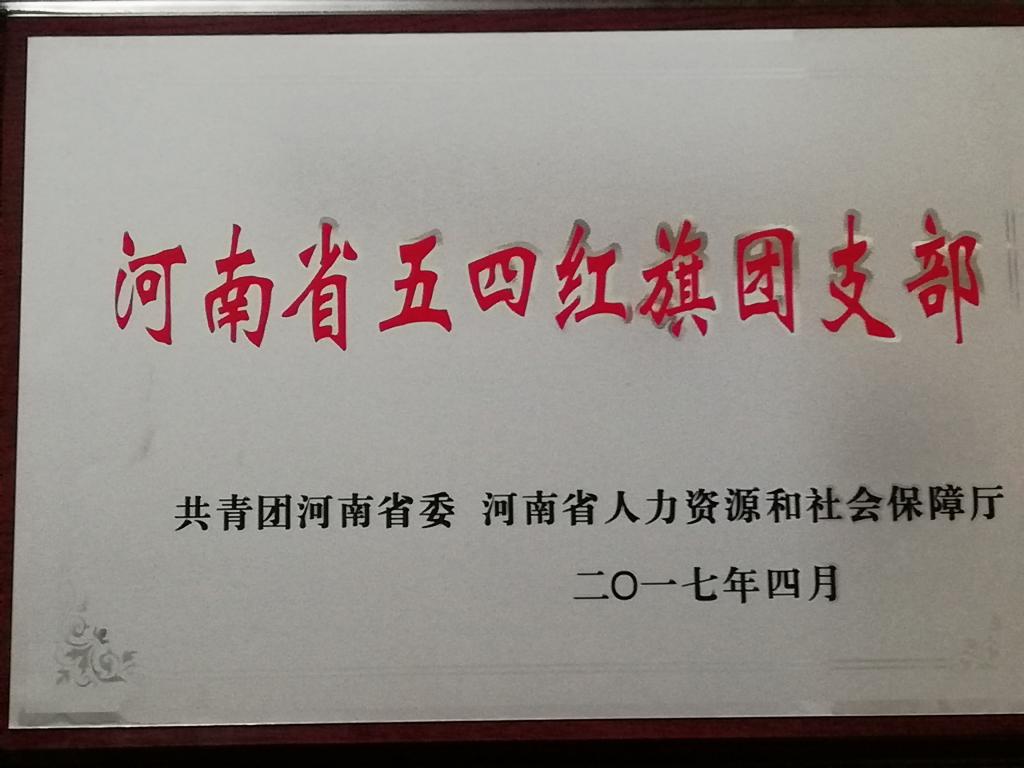 河南省五四红旗团支部
共青团河南省委 河南省人力资源和社会保障厅
二〇一七年四月